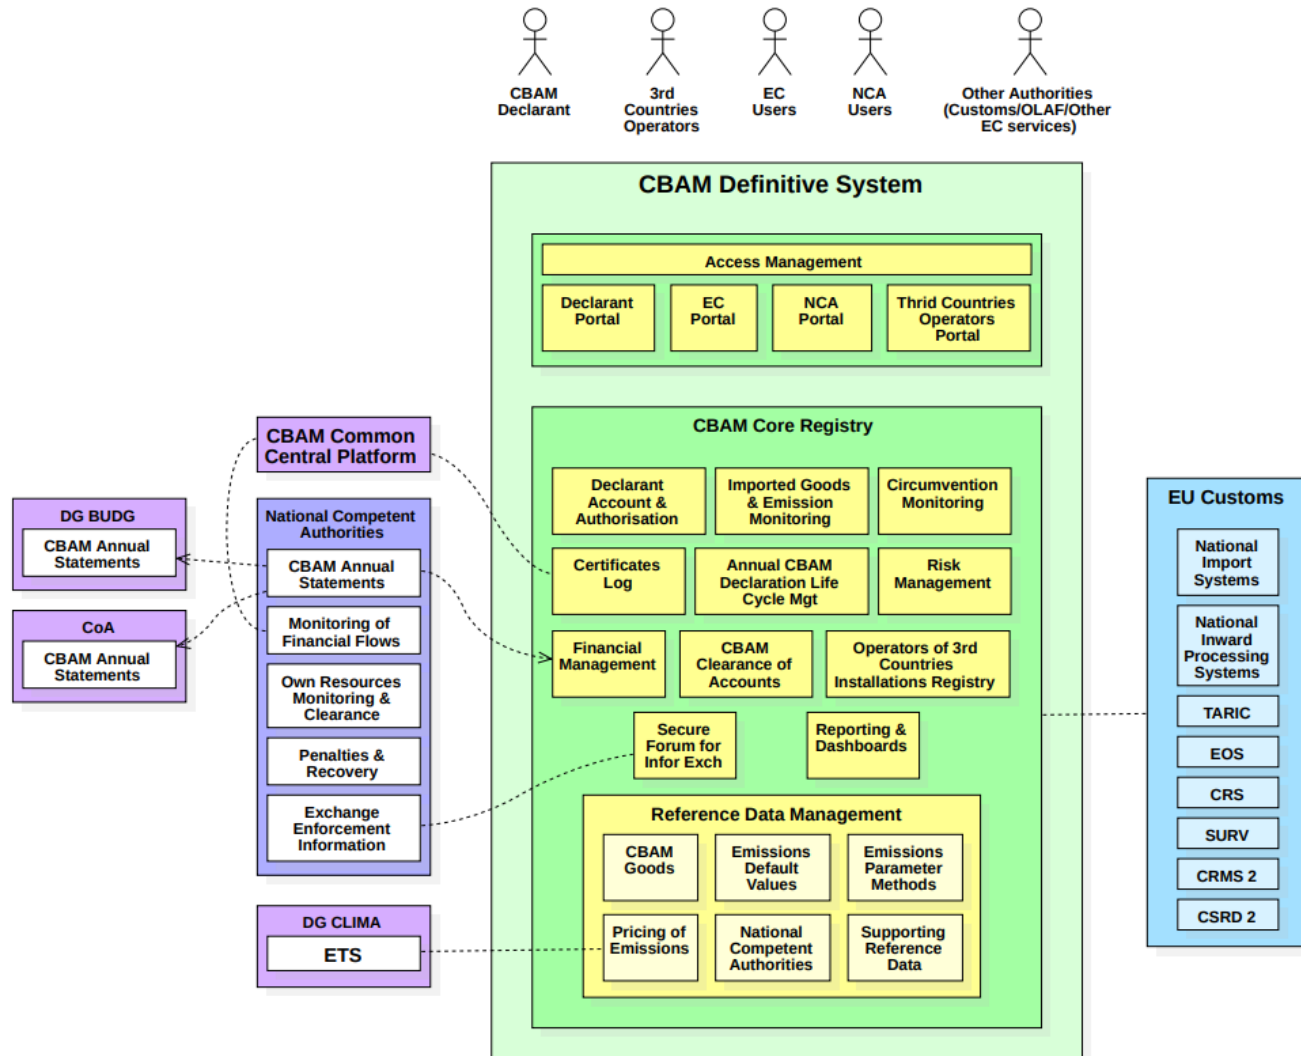 CBAM
Declarant
3rd
Countries
Operators
EC
Users
NCA
Users
Other Authorities
(Customs/OLAF/Other
EC services)
CBAM Definitive System
Access Management
Declarant
Portal
EC
Portal
NCA
Portal
Thrid Countries
Operators
Portal
CBAM Core Registry
Declarant
Account &
Authorisation
Imported Goods
& Emission
Monitoring
Circumvention
Monitoring
Certificates
Log
Annual CBAM
Declaration Life
Cycle Mgt
Risk
Management
Financial
Management
CBAM
Clearance of
Accounts
Operators of 3rd
Countries
Installations Registry
Secure
Forum for
Infor Exch
Reporting &
Dashboards
Reference Data Management
CBAM
Goods
Emissions
Default
Values
Emissions
Parameter
Methods
Pricing of
Emissions
National
Competent
Authorities
Supporting
Reference
Data
CBAM Common
Central Platform
National Competent
Authorities
CBAM Annual
Statements
Monitoring of
Financial Flows
Own Resources
Monitoring &
Clearance
Penalties &
Recovery
Exchange
Enforcement
Information
DG CLIMA
ETS
DG BUDG
CBAM Annual
Statements
CoA
CBAM Annual
Statements
EU Customs
National
Import
Systems
National
Inward
Processing
Systems
TARIC
EOS
CRS
SURV
CRMS 2
CSRD 2